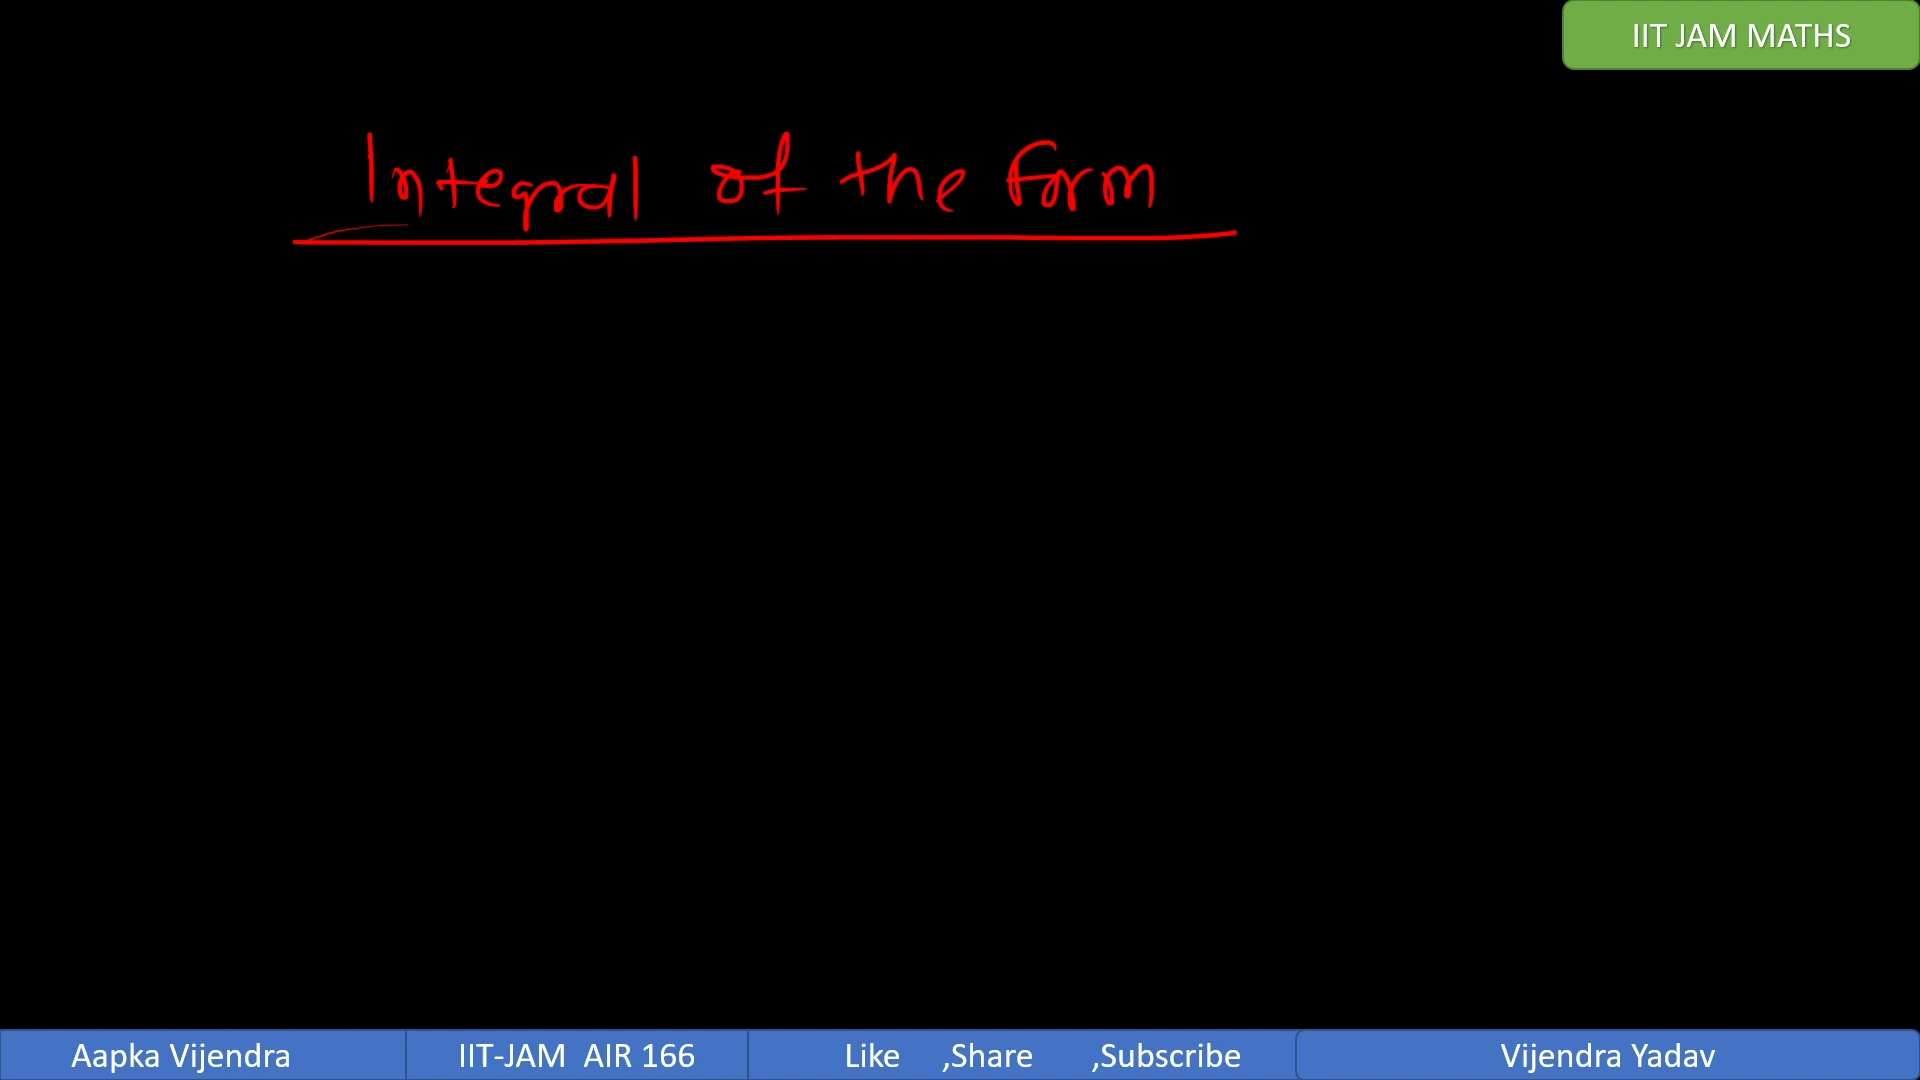 IIT JAM MATHS
Integral of the form
Aapka Vijendra
IIT-JAM AIR 166
Like ,Share ,Subscribe
Vijendra Yadav